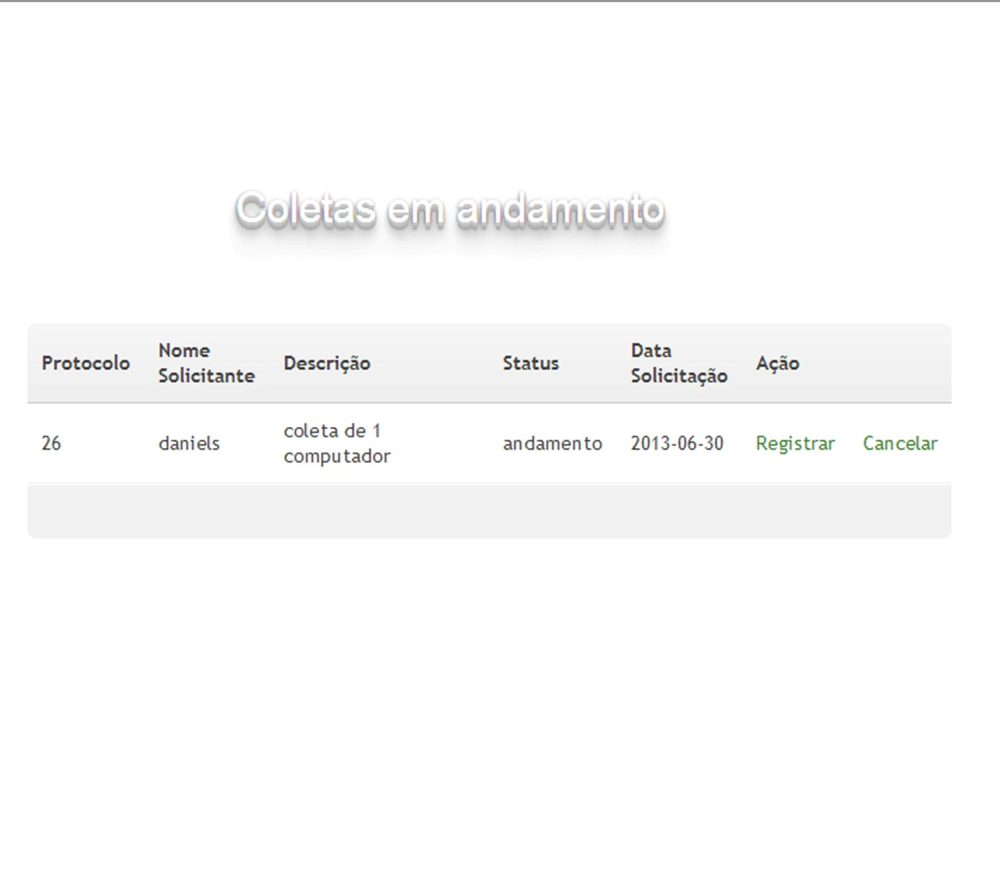 Coletas em andamento
Protocolo
Nome
Solicitante
Descrição
Status
Data
Solicitação
Ação
26
daniels
coleta de 1
computador
andamento
2013-06-30
Registrar
Cancelar